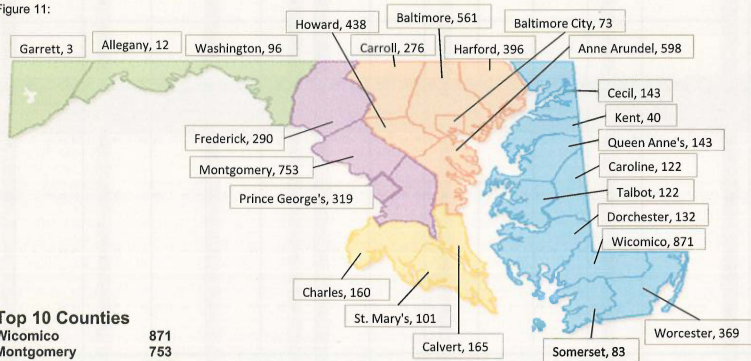 Figure 11:
Garrett, 3
Allegany, 12
Washington, 96
Howard, 438
Carroll, 276
Baltimore, 561
Harford, 396
Baltimore City, 73
Anne Arundel, 598
Cecil, 143
Kent, 40
Queen Anne's, 143
Caroline, 122
Talbot, 122
Dorchester, 132
Wicomico, 871
Frederick, 290
Montgomery, 753
Prince George's, 319
Charles, 160
St. Mary's, 101
Calvert, 165
Somerset, 83
Worcester, 369
Top 10 Counties
Wicomico 871
Montgomery 753